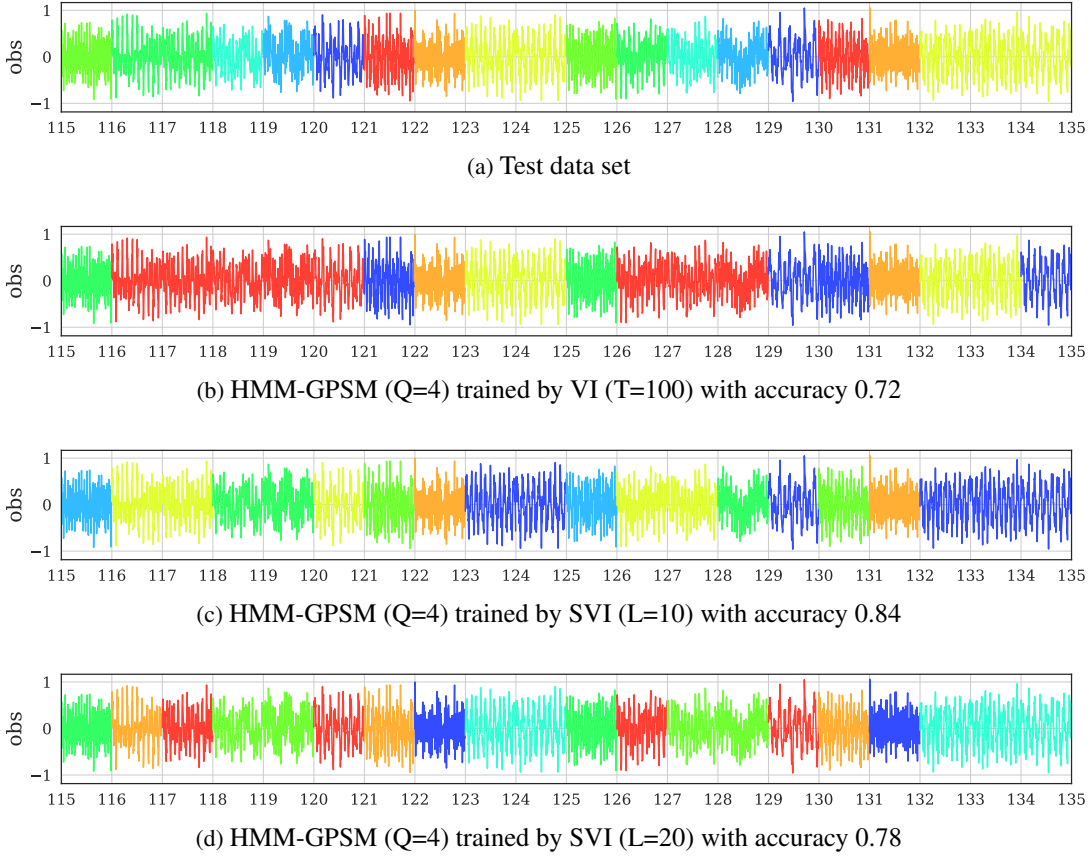 1
0
−1
obs
115 116 117 118 119 120 121 122 123 124 125 126 127 128 129 130 131 132 133 134 135
(a) Test data set
1
0
−1
obs
115 116 117 118 119 120 121 122 123 124 125 126 127 128 129 130 131 132 133 134 135
(b) HMM-GPSM (Q=4) trained by VI (T=100) with accuracy 0.72
1
0
−1
obs
115 116 117 118 119 120 121 122 123 124 125 126 127 128 129 130 131 132 133 134 135
(c) HMM-GPSM (Q=4) trained by SVI (L=10) with accuracy 0.84
1
0
−1
obs
115 116 117 118 119 120 121 122 123 124 125 126 127 128 129 130 131 132 133 134 135
(d) HMM-GPSM (Q=4) trained by SVI (L=20) with accuracy 0.78